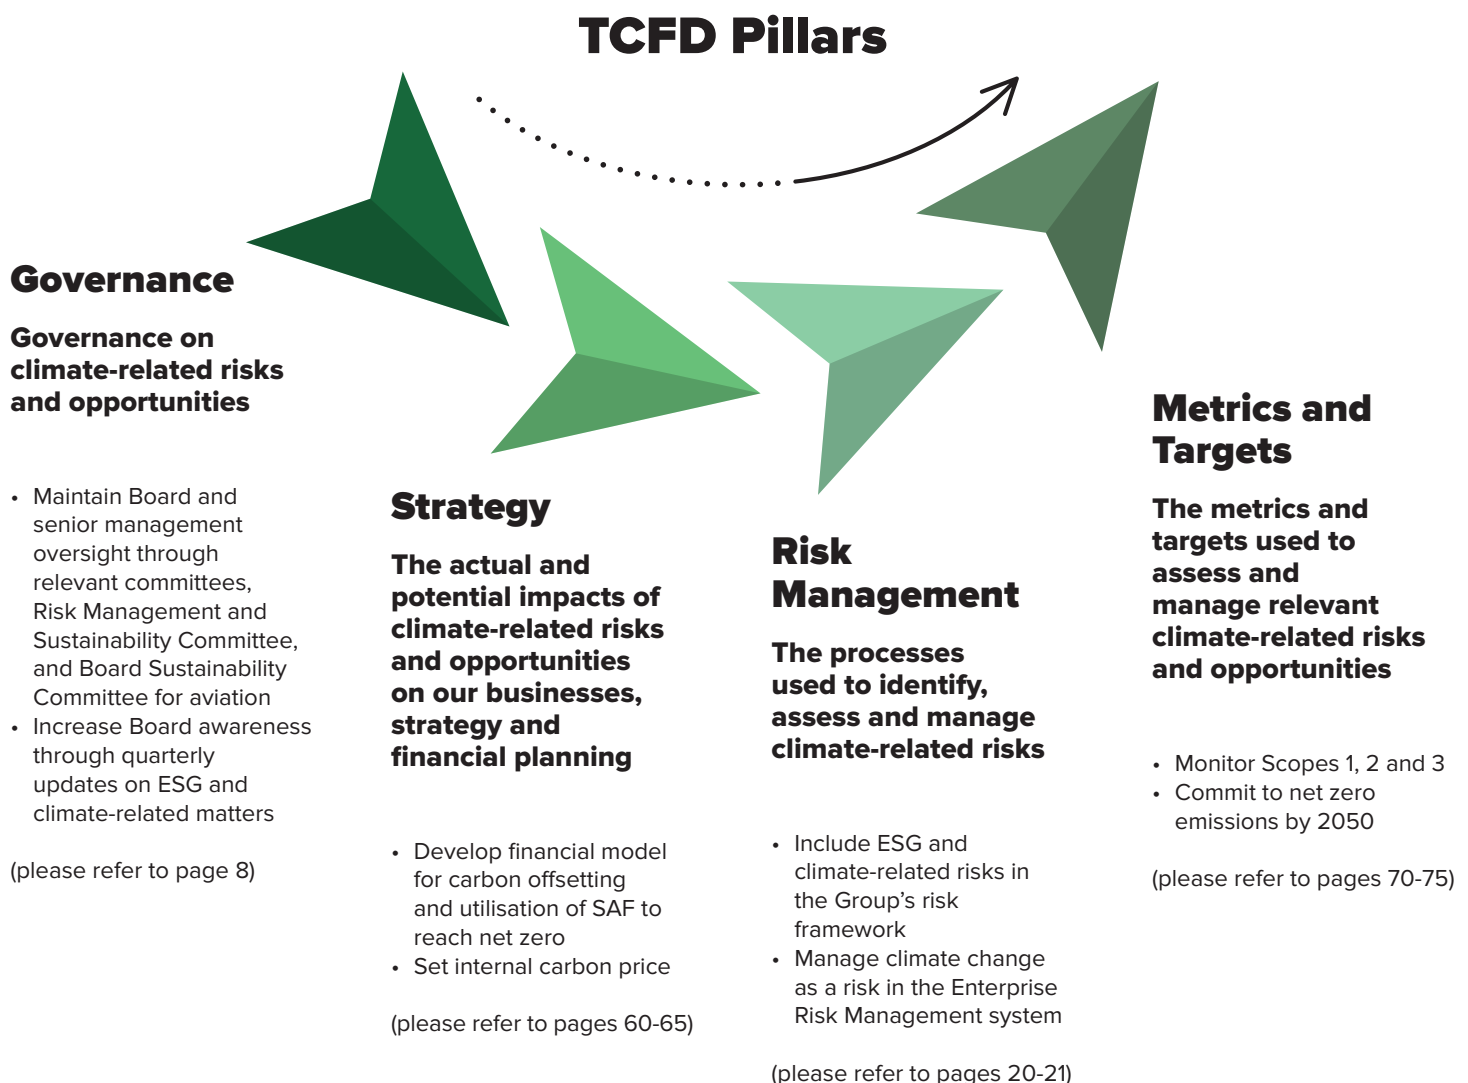 TCFD Pillars
Governance
Governance on
climate-related risks
and opportunities
• Maintain Board and
senior management
oversight through
relevant committees,
Risk Management and
Sustainability Committee,
and Board Sustainability
Committee for aviation
• Increase Board awareness
through quarterly
updates on ESG and
climate-related matters
(please refer to page 8)
Strategy
The actual and
potential impacts of
climate-related risks
and opportunities
on our businesses,
strategy and
financial planning
• Develop financial model
for carbon offsetting
and utilisation of SAF to
reach net zero
• Set internal carbon price
(please refer to pages 60-65)
Risk
Management
The processes
used to identify,
assess and manage
climate-related risks
• Include ESG and
climate-related risks in
the Group’s risk
framework
• Manage climate change
as a risk in the Enterprise
Risk Management system
(please refer to pages 20-21)
Metrics and
Targets
The metrics and
targets used to
assess and
manage relevant
climate-related risks
and opportunities
• Monitor Scopes 1, 2 and 3
• Commit to net zero
emissions by 2050
(please refer to pages 70-75)